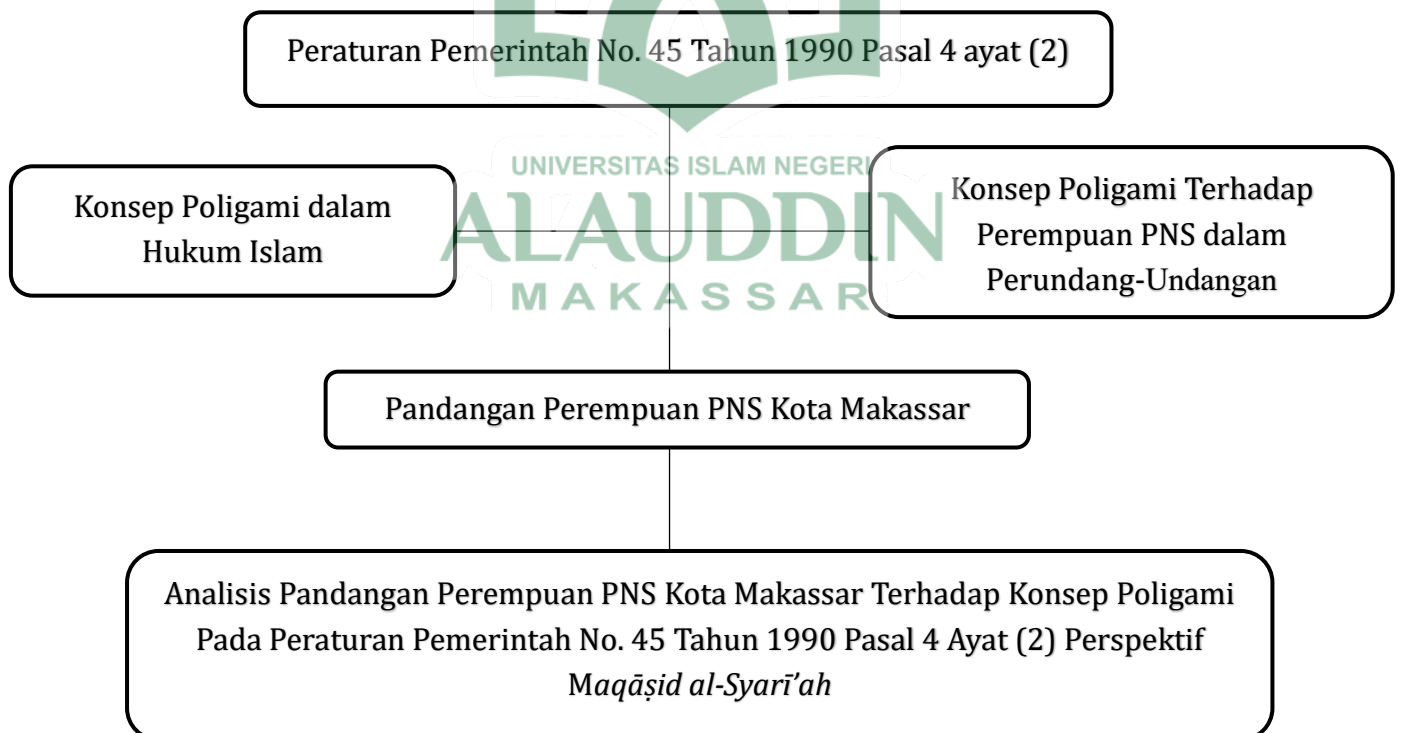 Peraturan Pemerintah No. 45 Tahun 1990 Pasal 4 ayat (2)
UNIVERSITAS ISLAM NEGERI
ALAUDDIN
MAKASSAR
Konsep Poligami dalam
Hukum Islam
Konsep Poligami Terhadap
Perempuan PNS dalam
Perundang-Undangan
Pandangan Perempuan PNS Kota Makassar
Analisis Pandangan Perempuan PNS Kota Makassar Terhadap Konsep Poligami
Pada Peraturan Pemerintah No. 45 Tahun 1990 Pasal 4 Ayat (2) Perspektif
Maqāṣid al-Syarī'ah